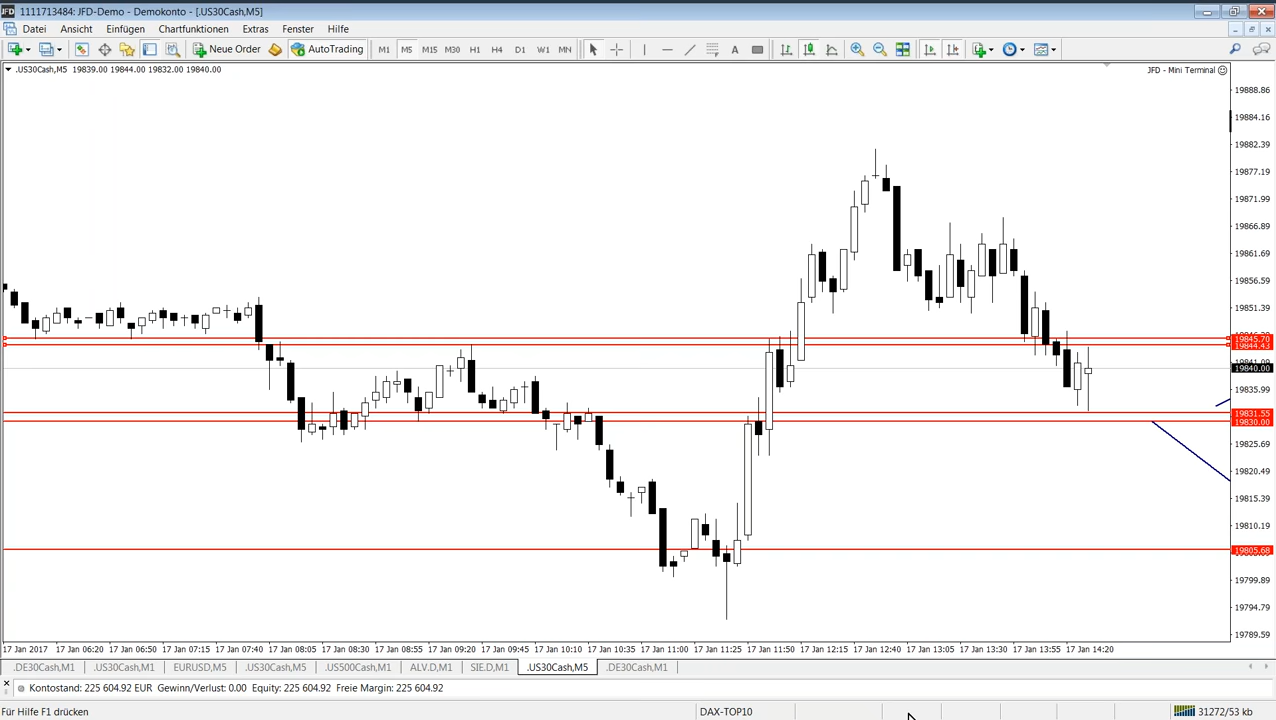 JFD 1111713484: JFD-Demo - Demokonto - [.US30Cash,M5]
Datei Ansicht Einfügen Chartfunktionen Extras Fenster Hilfe
New Order AutoTrading M1 M5 M15 M30 H1 H4 D1 W1 MN A
.US30Cash,M5 19839.00 19844.00 19832.00 19840.00
JFD - Mini Terminal
19888.86
19884.16
19882.39
19877.19
19871.99
19866.89
19861.69
19856.59
19851.39
19845.70
19844.43
19840.00
19835.99
19831.55
19830.00
19825.69
19820.49
19815.39
19810.19
19805.68
19799.89
19794.79
19789.59
17 Jan 2017 17 Jan 06:20 17 Jan 06:50 17 Jan 07:15 17 Jan 07:40 17 Jan 08:05 17 Jan 08:30 17 Jan 08:55 17 Jan 09:20 17 Jan 09:45 17 Jan 10:10 17 Jan 10:35 17 Jan 11:00 17 Jan 11:25 17 Jan 11:50 17 Jan 12:15 17 Jan 12:40 17 Jan 13:05 17 Jan 13:30 17 Jan 13:55 17 Jan 14:20
.DE30Cash,M1 .US30Cash,M1 EURUSD,M5 .US30Cash,M5 .US500Cash,M1 ALV.D,M1 SIE.D,M1 .US30Cash,M5 .DE30Cash,M1
Kontostand: 225 604.92 EUR Gewinn/Verlust: 0.00 Equity: 225 604.92 Freie Margin: 225 604.92
Für Hilfe F1 drücken
DAX-TOP10
31272/53 kb